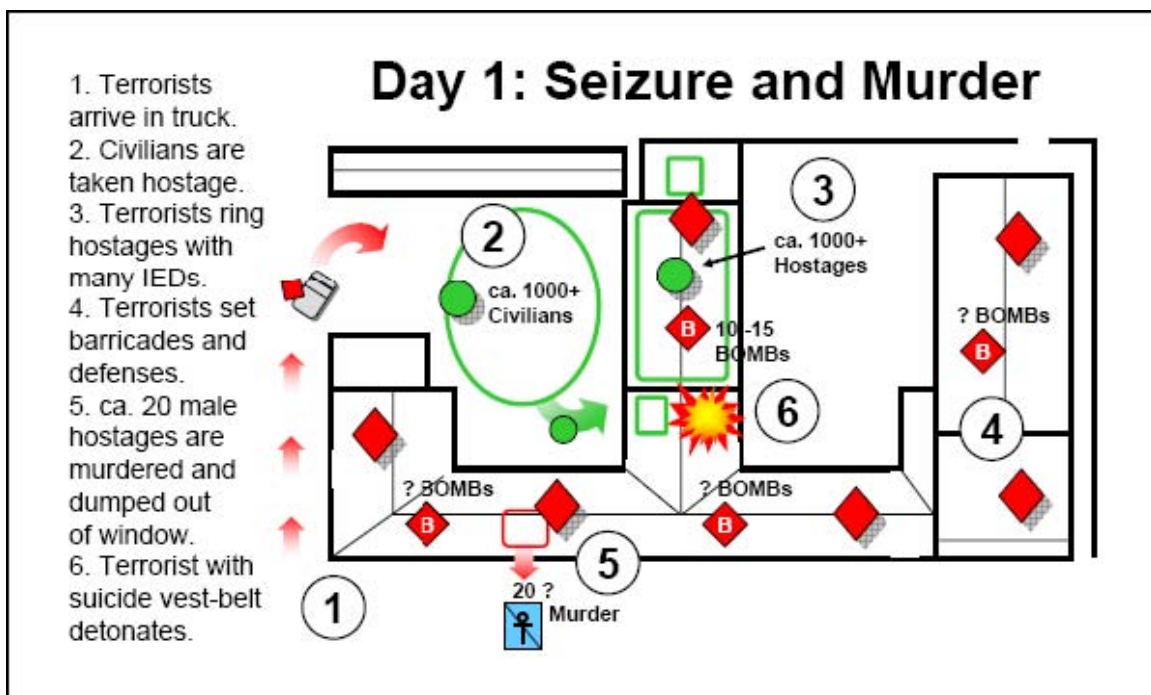 Day 1: Seizure and Murder
1. Terrorists
arrive in truck.
2. Civilians are
taken hostage.
3. Terrorists ring
hostages with
many IEDs.
4. Terrorists set
barricades and
defenses.
5. ca. 20 male
hostages are
murdered and
dumped out
of window.
6. Terrorist with
suicide vest-belt
detonates.
2
ca. 1000+
Civilians
3
ca. 1000+
Hostages
B
10-15
BOMBs
6
? BOMBs
B
4
? BOMBs
B
? BOMBs
B
5
1
20 ?
Murder